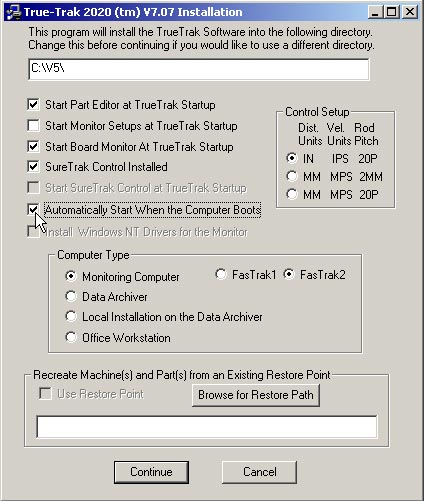 True-Trak 2020 (tm) V7.07 Installation
This program will install the TrueTrak Software into the following directory.
Change this before continuing if you would like to use a different directory.
C:\V5\
Start Part Editor at TrueTrak Startup
Start Monitor Setups at TrueTrak Startup
Start Board Monitor At TrueTrak Startup
SureTrak Control Installed
Start SureTrak Control at TrueTrak Startup
Automatically Start When the Computer Boots
Install Windows NT Drivers for the Monitor
Control Setup
Dist. Vel. Rod
Units Units Pitch
IN IPS 20P
MM MPS 2MM
MM MPS 20P
Computer Type
Monitoring Computer FasTrak1 FasTrak2
Data Archiver
Local Installation on the Data Archiver
Office Workstation
Recreate Machine(s) and Part(s) from an Existing Restore Point
Use Restore Point Browse for Restore Path
Continue Cancel